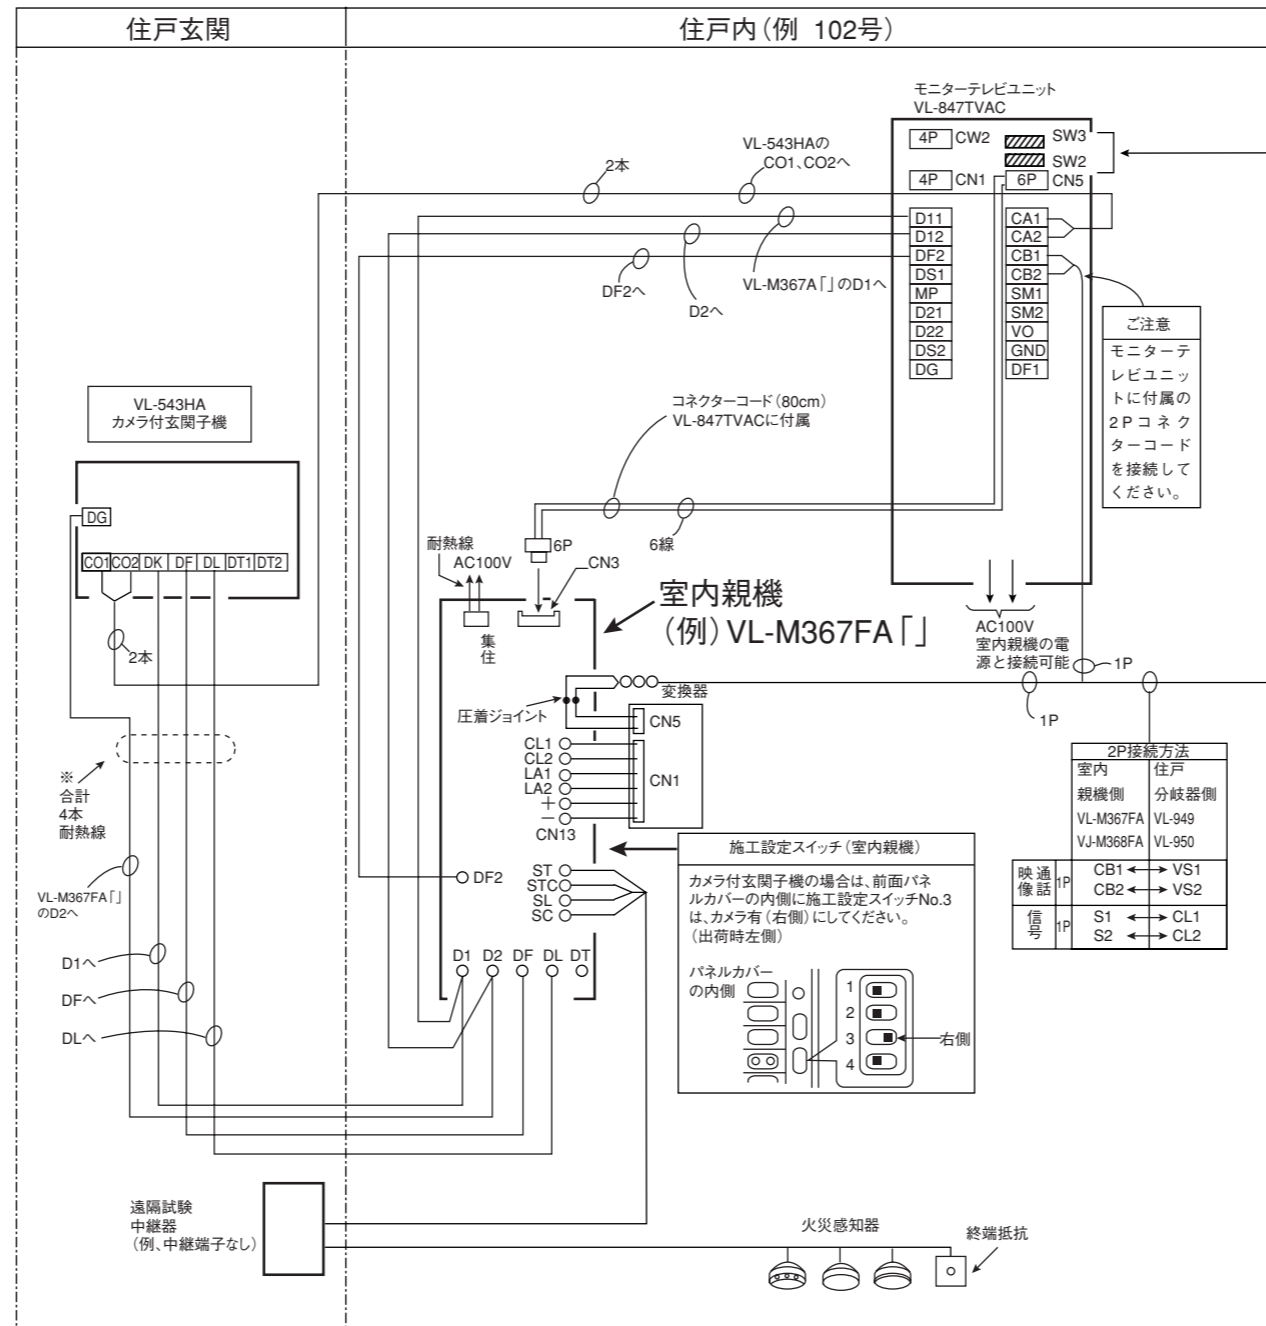 住戸玄関
住戸内(例 102号)
モニターテレビユニット
VL-847TVAC
4P CW2
SW3
SW2
4P CN1
6P CN5
VL-543HAの
CO1、CO2へ
2本
D11
D12
DF2
DS1
MP
D21
D22
DS2
DG
CA1
CA2
CB1
CB2
SM1
SM2
VO
GND
DF1
DF2へ
D2へ
VL-M367A「」のD1へ
ご注意
モニターテ
レビユニッ
トに付属の
2Pコネク
ターコード
を接続して
ください。
VL-543HA
カメラ付玄関子機
コネクターコード(80cm)
VL-847TVACに付属
DG
CO1 CO2 DK DF DL DT1 DT2
2本
耐熱線
AC100V
6P
CN3
6線
集
住
室内親機
(例)VL-M367FA「」
AC100V
室内親機の電
源と接続可能
1P
1P
変換器
圧着ジョイント
CN5
CL1
CL2
LA1
LA2
+
−
CN13
CN1
※
合計
4本
耐熱線
VL-M367FA「」
のD2へ
DF2
ST
STC
SL
SC
D1 D2 DF DL DT
D1へ
DFへ
DLへ
施工設定スイッチ(室内親機)
カメラ付玄関子機の場合は、前面パネ
ルカバーの内側に施工設定スイッチNo.3
は、カメラ有(右側)にしてください。
(出荷時左側)
パネルカバー
の内側
1
2
3
4
右側
2P接続方法
室内 住戸
親機側 分岐器側
VL-M367FA VL-949
VJ-M368FA VL-950
映像 通話 1P
CB1 ←→ VS1
CB2 ←→ VS2
信号 1P
S1 ←→ CL1
S2 ←→ CL2
遠隔試験
中継器
(例、中継端子なし)
火災感知器
終端抵抗